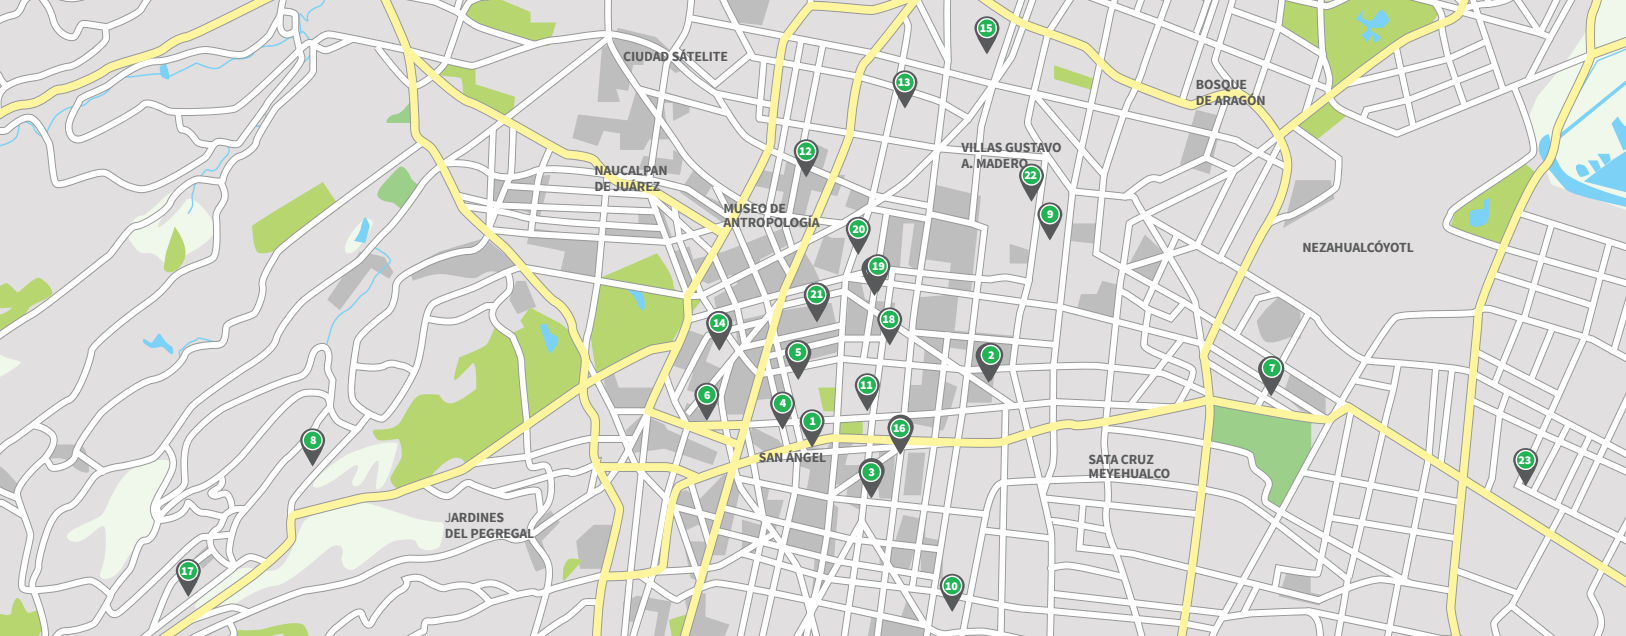 15
CIUDAD SÁTELITE
13
BOSQUE
DE ARAGÓN
12
VILLAS GUSTAVO
A. MADERO
NAUCALPAN
DE JUÁREZ
22
MUSEO DE
ANTROPOLOGÍA
9
20
NEZAHUALCÓYOTL
19
21
14
18
5
2
7
11
6
4
1
16
8
SAN ÁNGEL
SATA CRUZ
MEYEHUALCO
23
3
JARDINES
DEL PEGREGAL
17
10